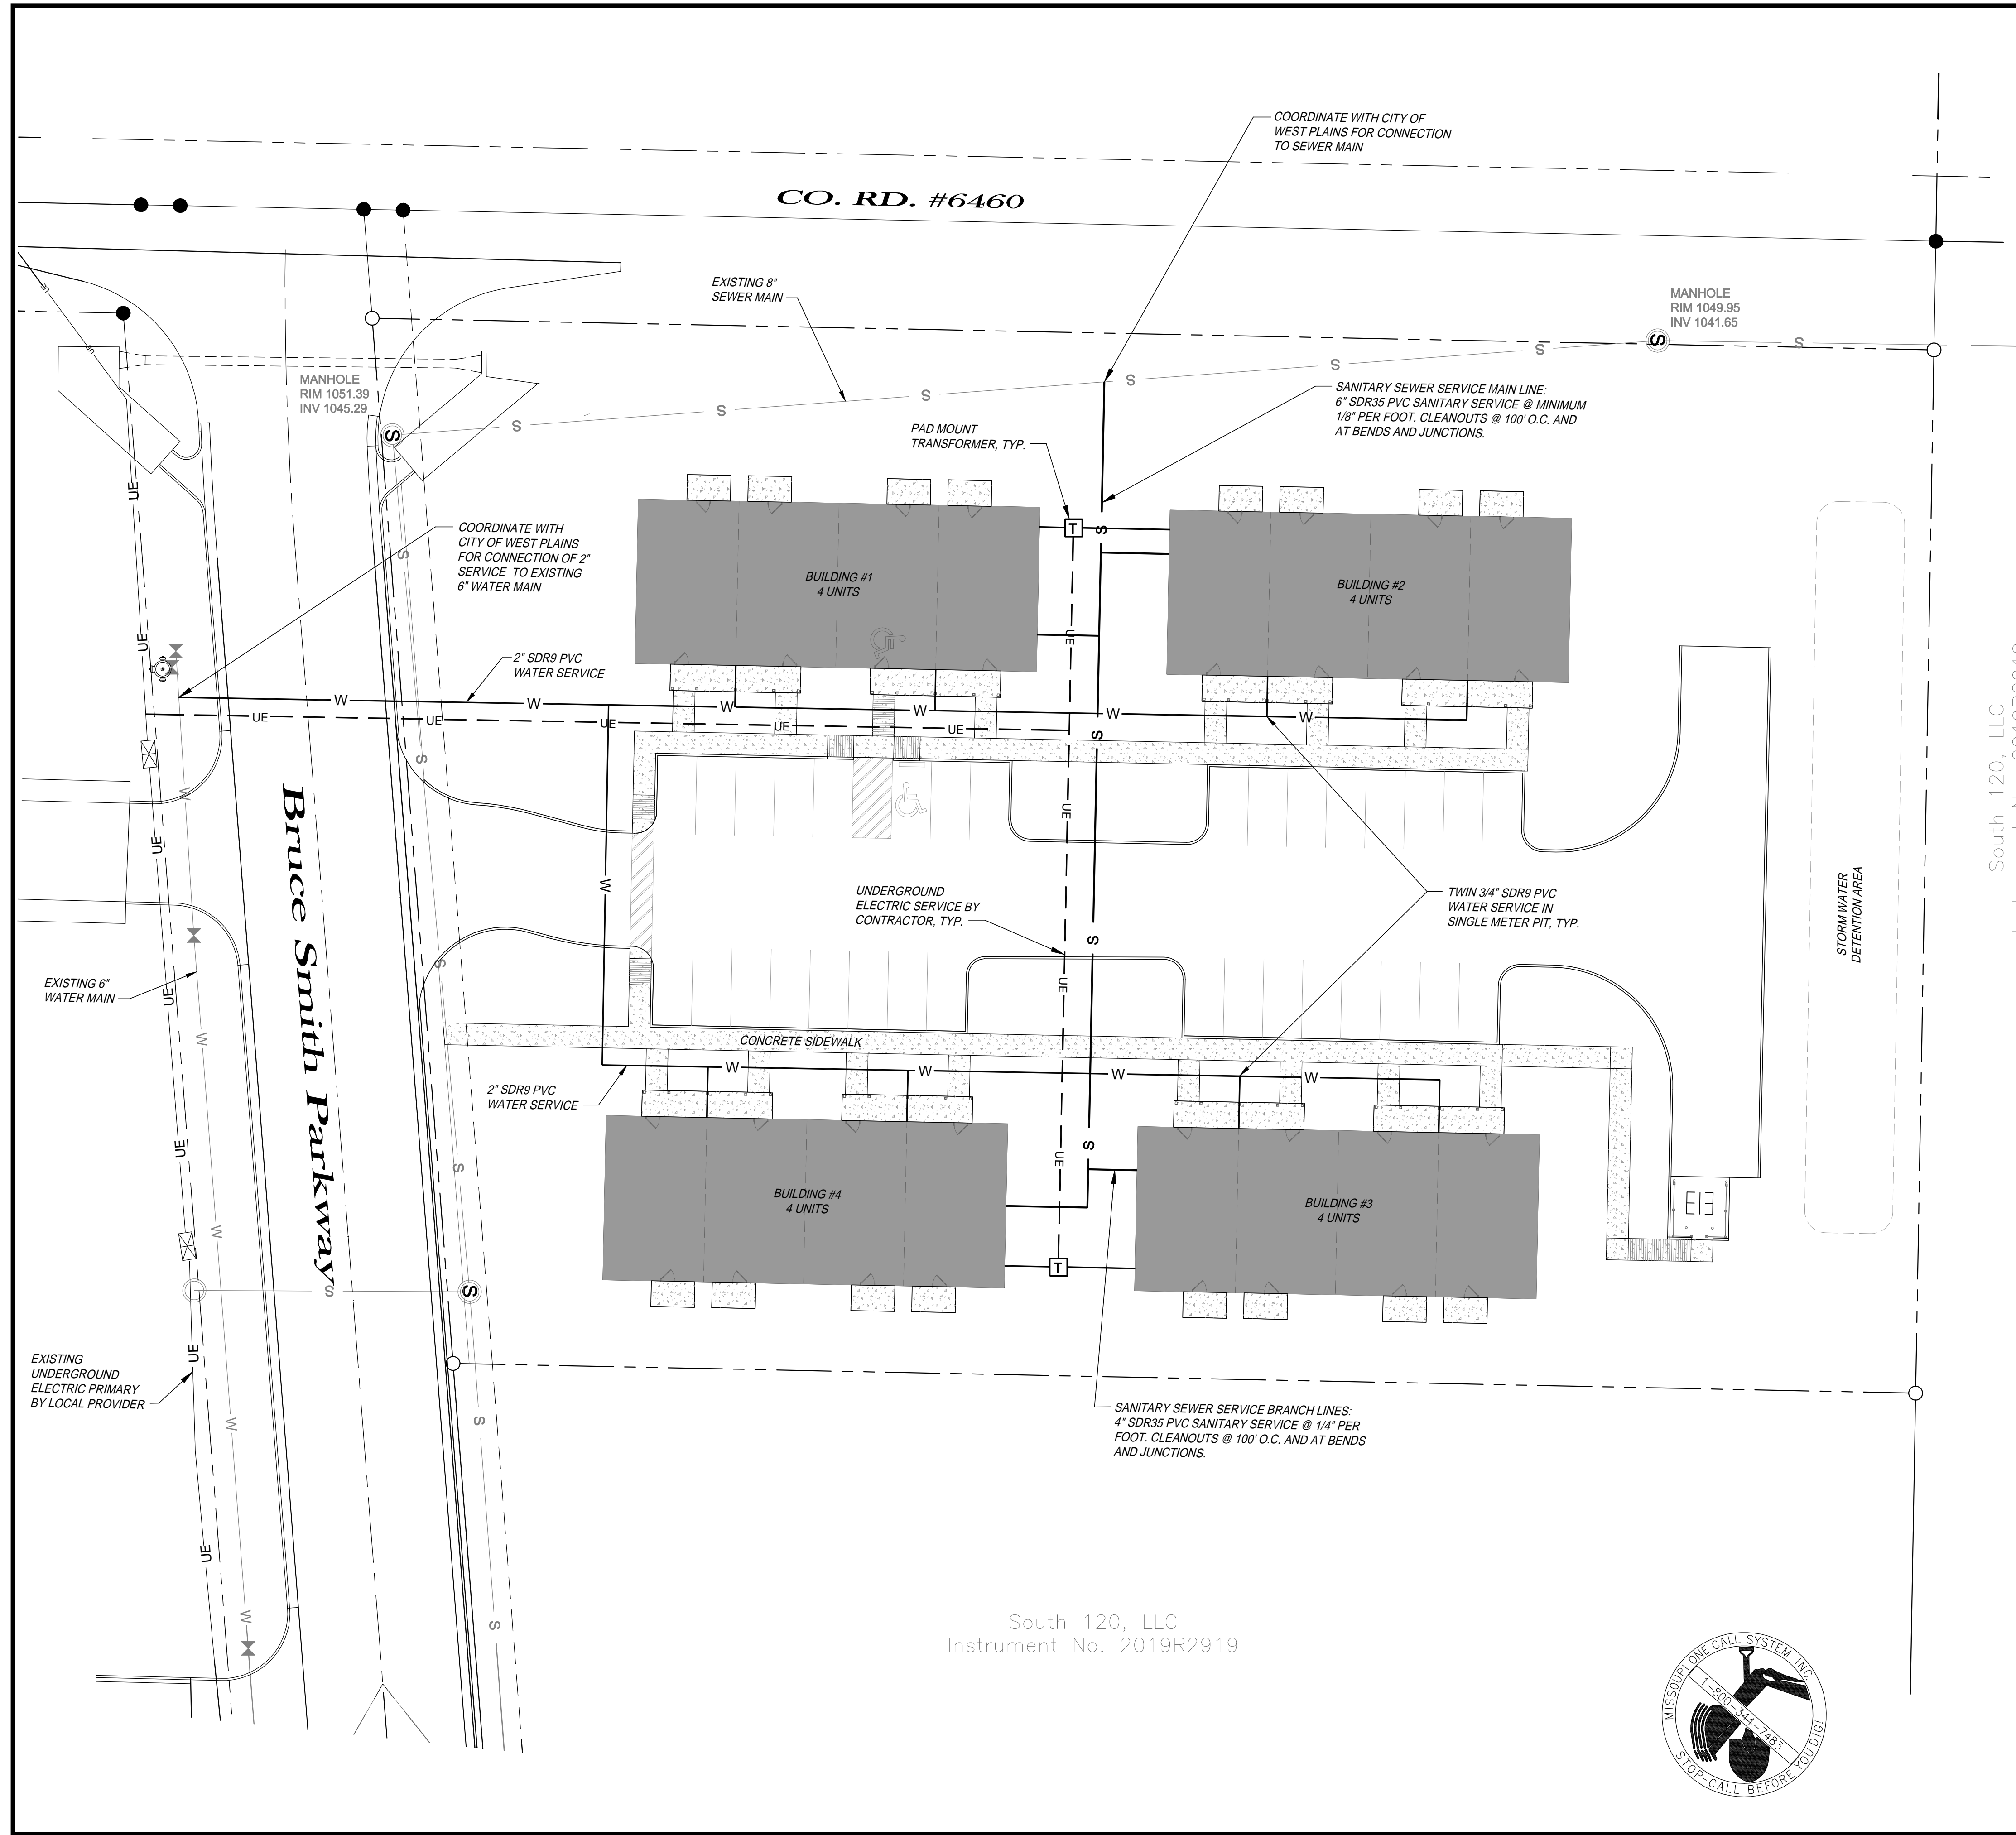 COORDINATE WITH CITY OF
WEST PLAINS FOR CONNECTION
TO SEWER MAIN
CO. RD. #6460
EXISTING 8"
SEWER MAIN
MANHOLE
RIM 1049.95
INV 1041.65
MANHOLE
RIM 1051.39
INV 1045.29
SANITARY SEWER SERVICE MAIN LINE:
6" SDR35 PVC SANITARY SERVICE @ MINIMUM
1/8" PER FOOT. CLEANOUTS @ 100' O.C. AND
AT BENDS AND JUNCTIONS.
PAD MOUNT
TRANSFORMER, TYP.
COORDINATE WITH
CITY OF WEST PLAINS
FOR CONNECTION OF 2"
SERVICE TO EXISTING
6" WATER MAIN
BUILDING #1
4 UNITS
BUILDING #2
4 UNITS
2" SDR9 PVC
WATER SERVICE
Bruce Smith Parkway
UNDERGROUND
ELECTRIC SERVICE BY
CONTRACTOR, TYP.
TWIN 3/4" SDR9 PVC
WATER SERVICE IN
SINGLE METER PIT, TYP.
STORM WATER
DETENTION AREA
South 120, LLC
EXISTING 6"
WATER MAIN
CONCRETE SIDEWALK
2" SDR9 PVC
WATER SERVICE
BUILDING #4
4 UNITS
BUILDING #3
4 UNITS
EXISTING
UNDERGROUND
ELECTRIC PRIMARY
BY LOCAL PROVIDER
SANITARY SEWER SERVICE BRANCH LINES:
4" SDR35 PVC SANITARY SERVICE @ 1/4" PER
FOOT. CLEANOUTS @ 100' O.C. AND AT BENDS
AND JUNCTIONS.
South 120, LLC
Instrument No. 2019R2919
MISSOURI ONE CALL SYSTEM INC.
1-800-344-7483
STOP-CALL BEFORE YOU DIG!